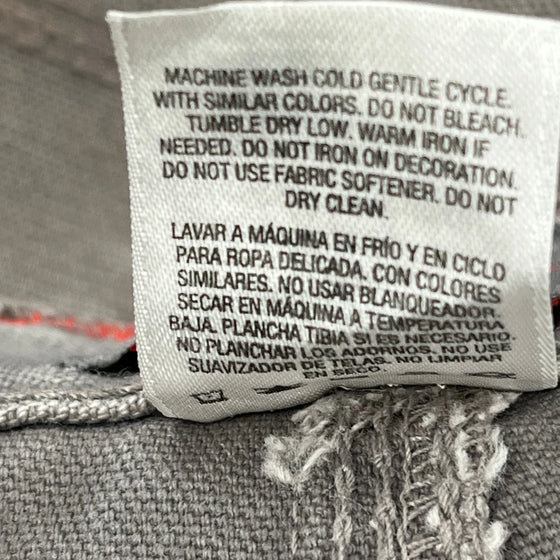 MACHINE WASH COLD GENTLE CYCLE.
WITH SIMILAR COLORS. DO NOT BLEACH.
TUMBLE DRY LOW. WARM IRON IF
NEEDED. DO NOT IRON ON DECORATION.
DO NOT USE FABRIC SOFTENER. DO NOT
DRY CLEAN.
LAVAR A MÁQUINA EN FRÍO Y EN CICLO
PARA ROPA DELICADA. CON COLORES
SIMILARES. NO USAR BLANQUEADOR.
SECAR EN MÁQUINA A TEMPERATURA
BAJA. PLANCHA TIBIA SI ES NECESARIO.
NO PLANCHAR LOS ADORNOS. NO USE
SUAVIZADOR DE TELAS. NO LIMPIAR
EN SECO.